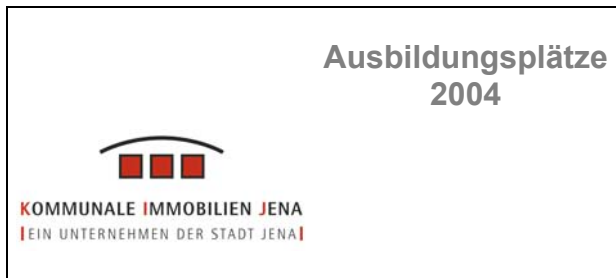 Ausbildungsplätze
2004
KOMMUNALE IMMOBILIEN JENA
EIN UNTERNEHMEN DER STADT JENA